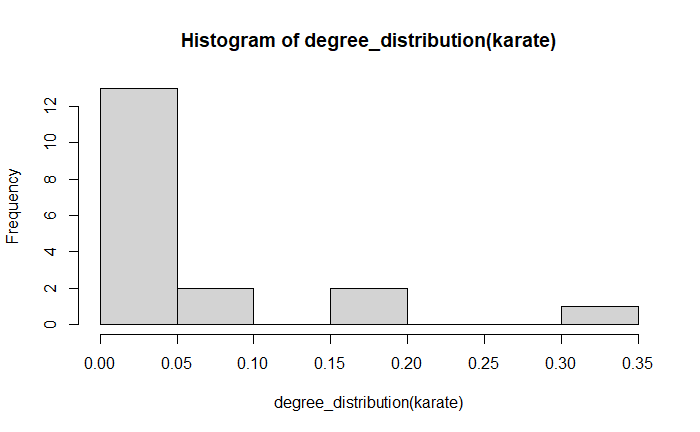 Histogram of degree_distribution(karate)
Frequency
12
10
8
6
4
2
0
0.00 0.05 0.10 0.15 0.20 0.25 0.30 0.35
degree_distribution(karate)